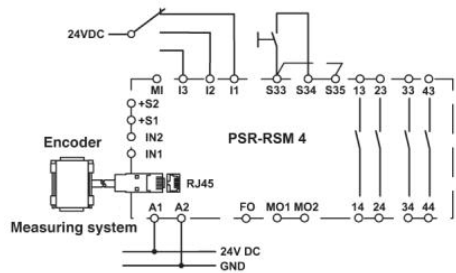 24VDC
MI I3 I2 I1 S33 S34 S35 13 23 33 43
+S2
+S1
IN2
IN1
PSR-RSM 4
Encoder
RJ45
Measuring system
A1 A2 FO MO1 MO2 14 24 34 44
24V DC
GND